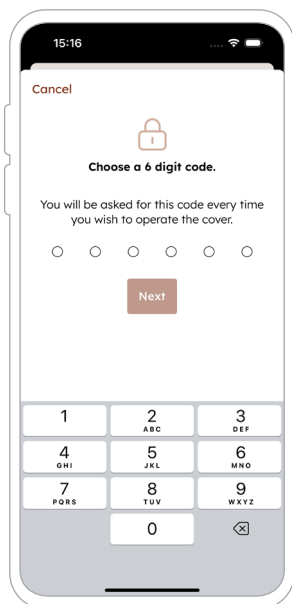 15:16
Cancel
Choose a 6 digit code.
You will be asked for this code every time
you wish to operate the cover.
Next
1
2
ABC
3
DEF
4
GHI
5
JKL
6
MNO
7
PQRS
8
TUV
9
WXYZ
0